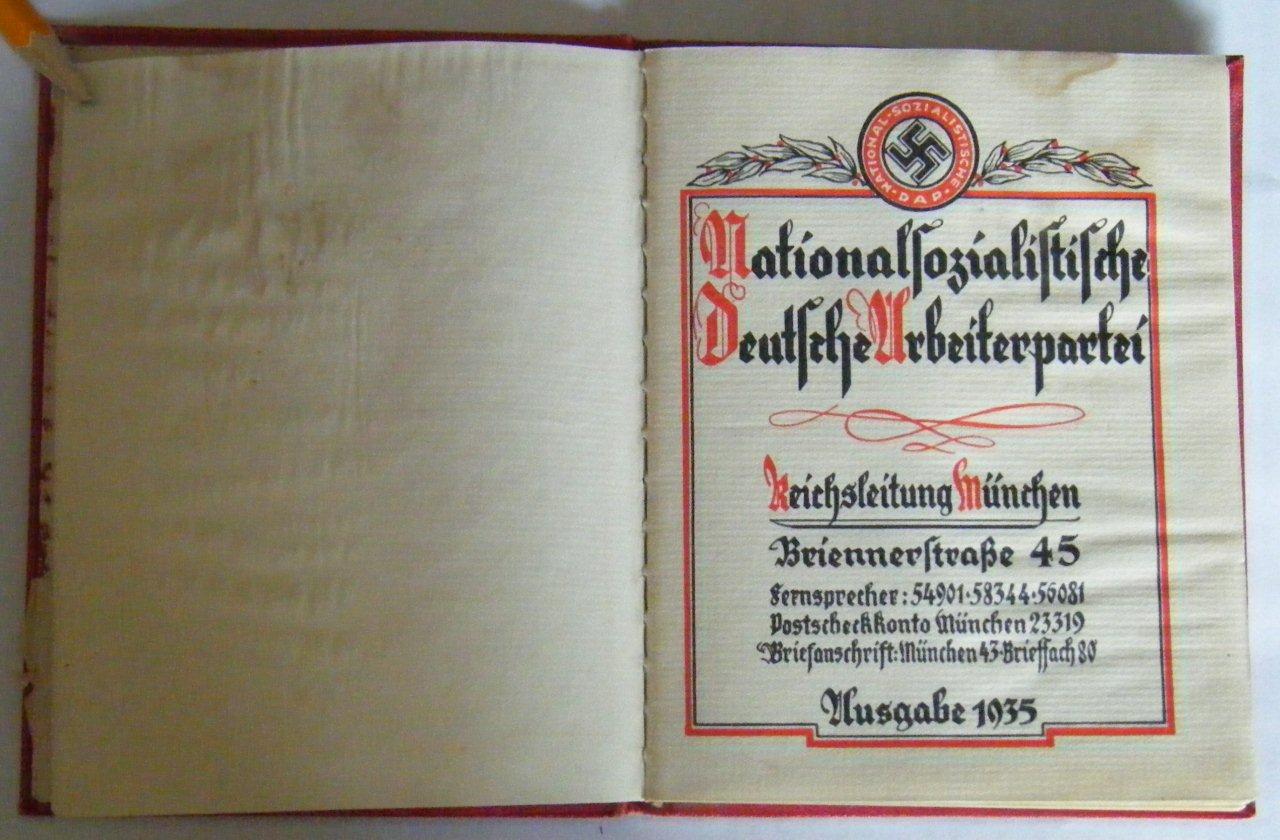 NATIONAL-SOZIALISTISCHE
D.A.P.
Nationalsozialistische
Deutsche Arbeiterpartei
Reichsleitung München
Briennerstraße 45
Fernsprecher: 54901·58344·56081
Postscheckkonto München 23319
Briefanschrift: München 43·Brieffach 80
Ausgabe 1935